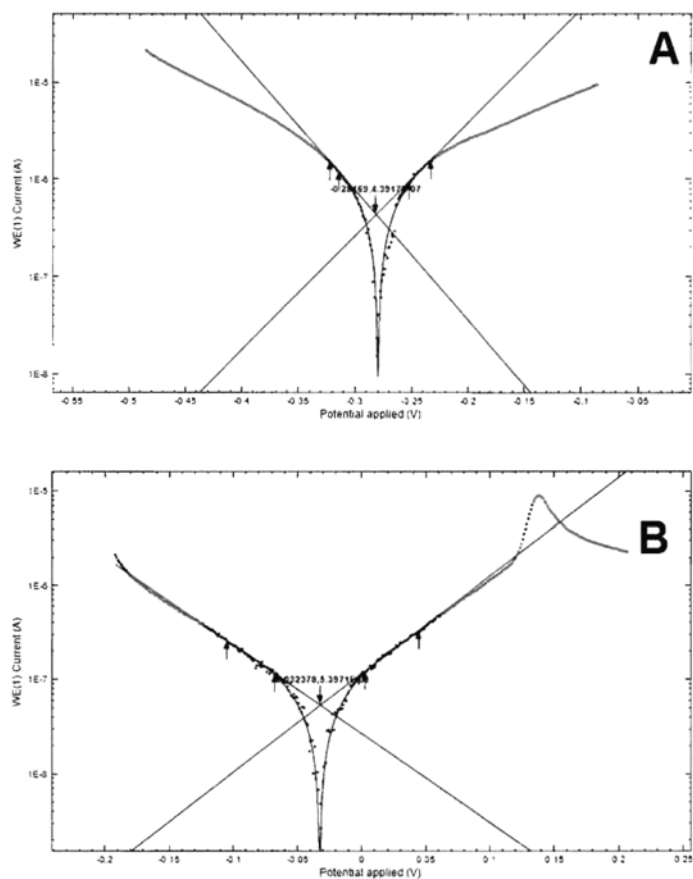 A
1E-5
1E-6
1E-7
1E-8
WE(1) Current (A)
-0.55 -0.5 -0.45 -0.4 -0.35 -0.3 -0.25 -0.2 -0.15 -0.1 -0.05
Potential applied (V)
B
1E-5
1E-6
1E-7
1E-8
WE(1) Current (A)
-0.2 -0.15 -0.1 -0.05 0 0.05 0.1 0.15 0.2 0.25
Potential applied (V)